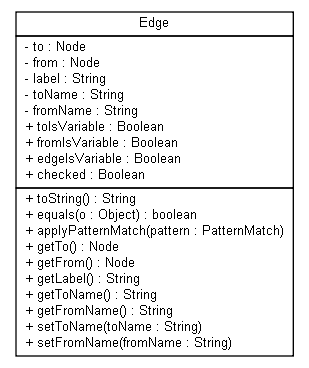 Edge
- to : Node
- from : Node
- label : String
- toName : String
- fromName : String
+ toIsVariable : Boolean
+ fromIsVariable : Boolean
+ edgeIsVariable : Boolean
+ checked : Boolean
+ toString() : String
+ equals(o : Object) : boolean
+ applyPatternMatch(pattern : PatternMatch)
+ getTo() : Node
+ getFrom() : Node
+ getLabel() : String
+ getToName() : String
+ getFromName() : String
+ setToName(toName : String)
+ setFromName(fromName : String)